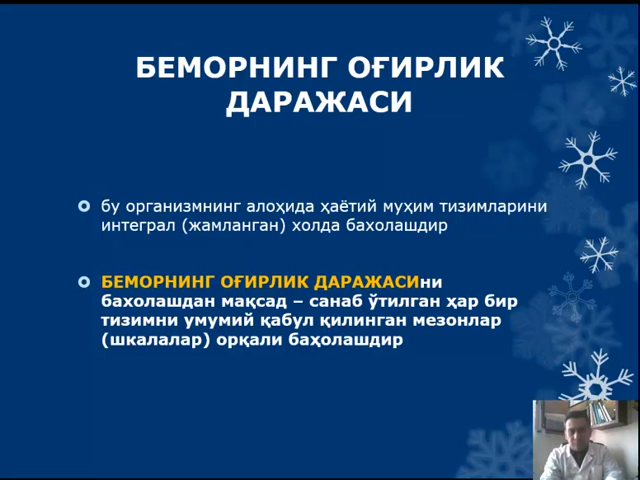 БЕМОРНИНГ ОҒИРЛИК
ДАРАЖАСИ
бу организмнинг алоҳида ҳаётий муҳим тизимларини
интеграл (жамланган) холда бахолашдир
БЕМОРНИНГ ОҒИРЛИК ДАРАЖАСИни
бахолашдан мақсад – санаб ўтилган ҳар бир
тизимни умумий қабул қилинган мезонлар
(шкалалар) орқали баҳолашдир